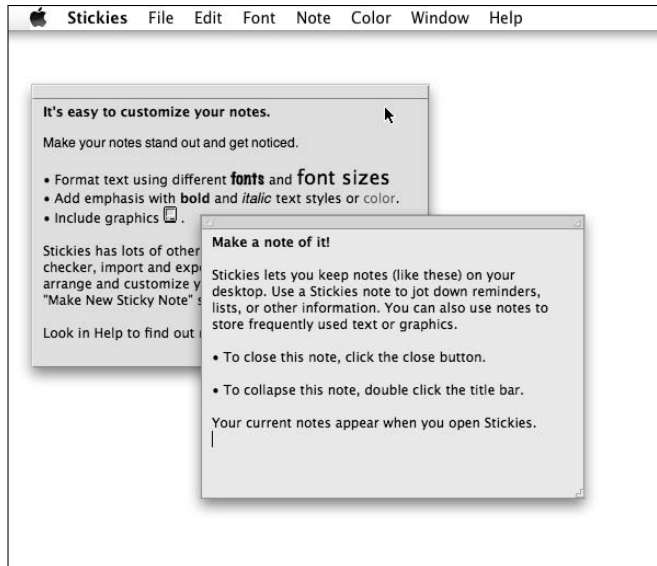 Stickies File Edit Font Note Color Window Help
It's easy to customize your notes.
Make your notes stand out and get noticed.
• Format text using different fonts and font sizes
• Add emphasis with bold and italic text styles or color.
• Include graphics .
Stickies has lots of other
checker, import and exp
arrange and customize y
"Make New Sticky Note" s
Look in Help to find out
Make a note of it!
Stickies lets you keep notes (like these) on your
desktop. Use a Stickies note to jot down reminders,
lists, or other information. You can also use notes to
store frequently used text or graphics.
• To close this note, click the close button.
• To collapse this note, double click the title bar.
Your current notes appear when you open Stickies.